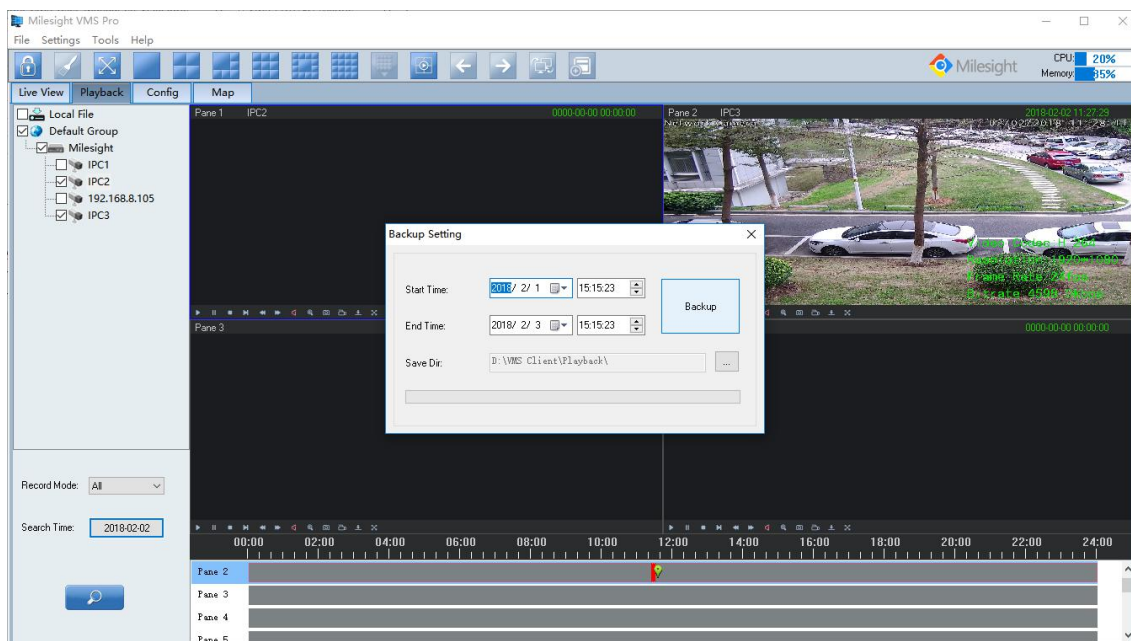 Milesight VMS Pro
File Settings Tools Help
Milesight
CPU: 20%
Memory: 35%
Live View Playback Config Map
Local File
Default Group
Milesight
IPC1
IPC2
192.168.8.105
IPC3
Pane 1 IPC2 0000-00-00 00:00:00
Pane 2 IPC3 2018-02-02 11:27:29
Backup Setting
Start Time: 2018/ 2/ 1 15:15:23
Backup
End Time: 2018/ 2/ 3 15:15:23
Save Dir: D:\VMS Client\Playback\
...
Pane 3
0000-00-00 00:00:00
Record Mode: All
Search Time: 2018-02-02
00:00 02:00 04:00 06:00 08:00 10:00 12:00 14:00 16:00 18:00 20:00 22:00 24:00
Pane 2
Pane 3
Pane 4
Pane 5